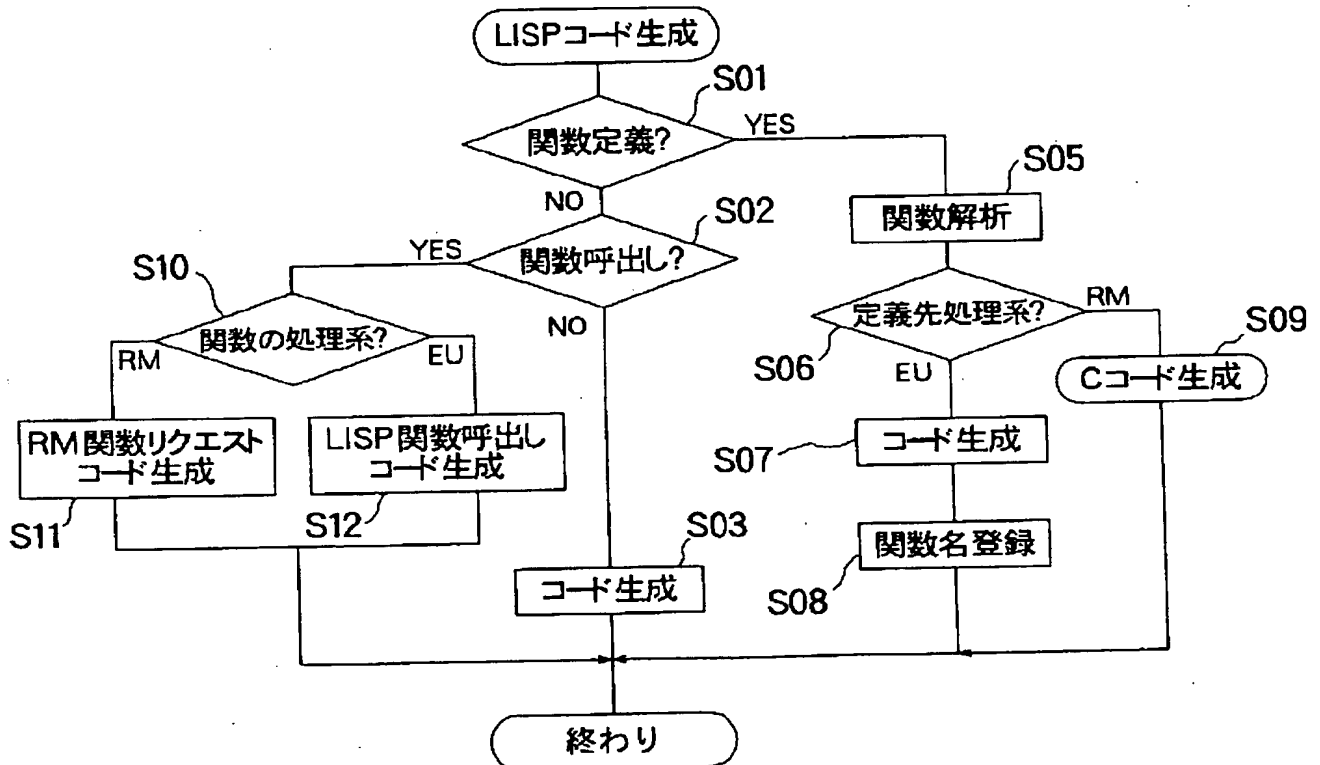 LISPコード生成
S01
関数定義?
YES
NO
S05
関数解析
S02
関数呼出し?
YES
NO
S10
関数の処理系?
RM
EU
定義先処理系?
RM
S06
EU
S09
Cコード生成
RM関数リクエスト
コード生成
S11
LISP関数呼出し
コード生成
S12
S07
コード生成
S03
コード生成
関数名登録
S08
終わり